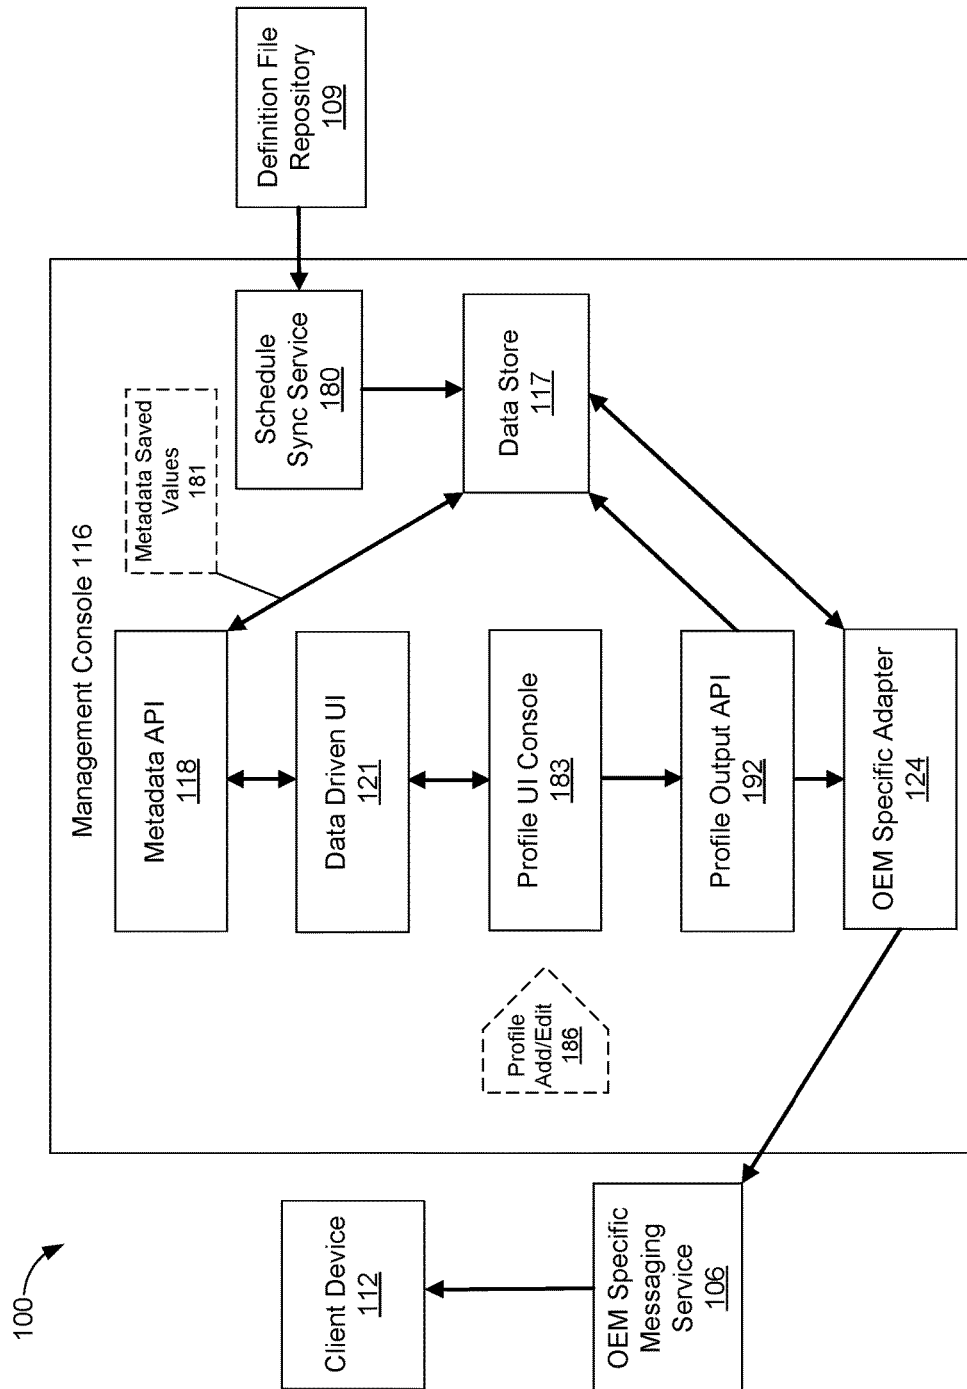 100
Management Console 116
Client Device
112
OEM Specific
Messaging
Service
106
Profile
Add/Edit
186
Metadata API
118
Data Driven UI
121
Profile UI Console
183
Profile Output API
192
OEM Specific Adapter
124
Metadata Saved
Values
181
Schedule
Sync Service
180
Data Store
117
Definition File
Repository
109